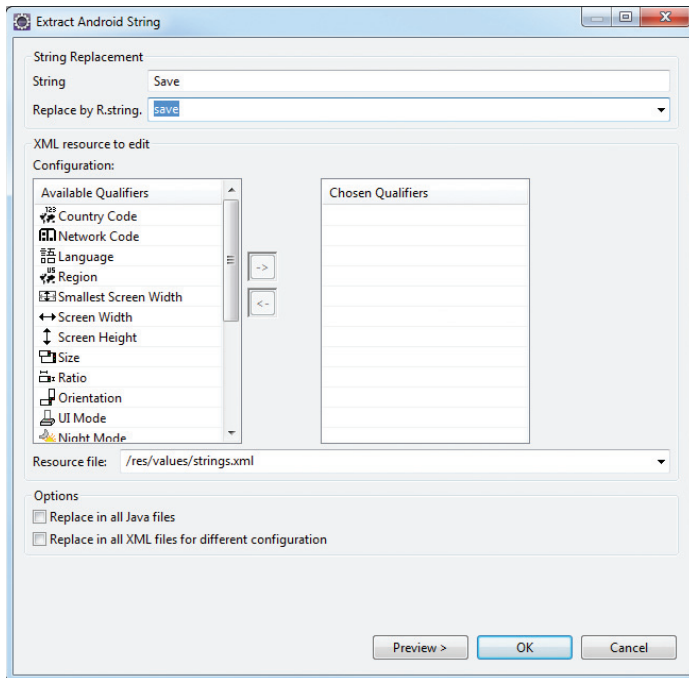 Extract Android String
String Replacement
String Save
Replace by R.string. save
XML resource to edit
Configuration:
Available Qualifiers
Chosen Qualifiers
123 Country Code
Network Code
Language
US Region
Smallest Screen Width
Screen Width
Screen Height
Size
Ratio
Orientation
UI Mode
Night Mode
->
<-
Resource file: /res/values/strings.xml
Options
Replace in all Java files
Replace in all XML files for different configuration
Preview > OK Cancel